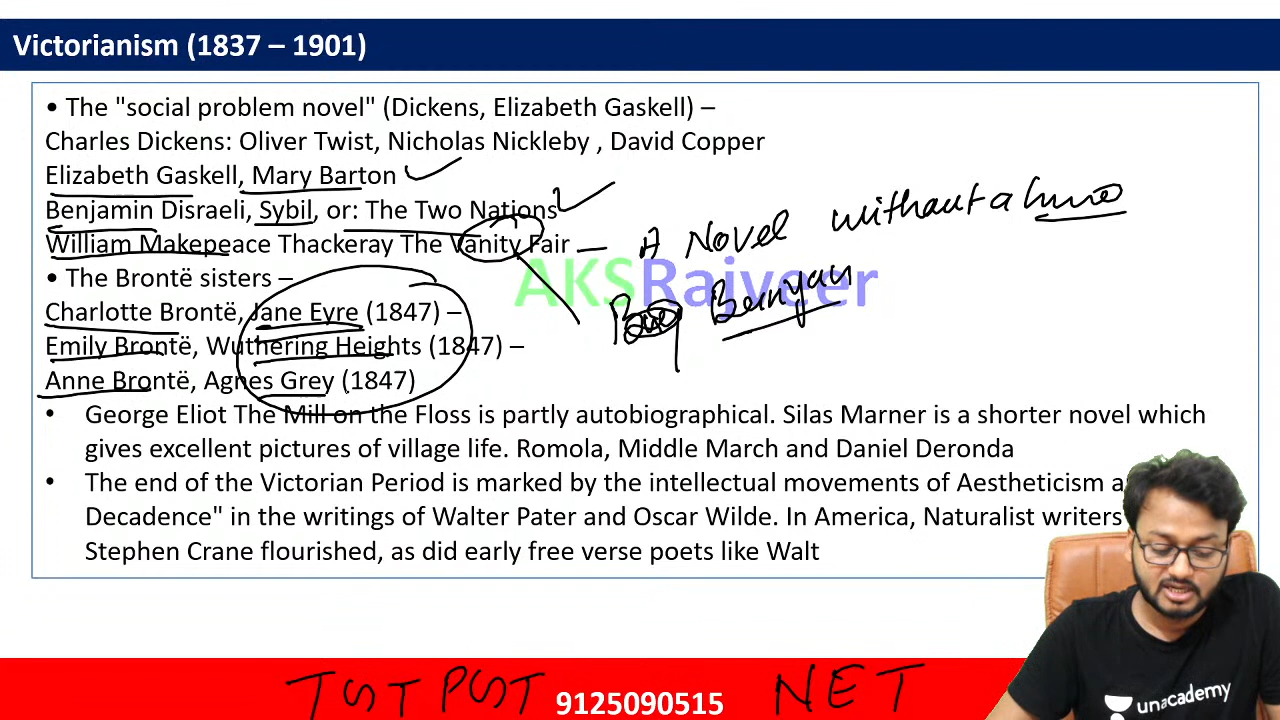 Victorianism (1837 – 1901)
• The "social problem novel" (Dickens, Elizabeth Gaskell) –
Charles Dickens: Oliver Twist, Nicholas Nickleby , David Copper
Elizabeth Gaskell, Mary Barton
Benjamin Disraeli, Sybil, or: The Two Nations
William Makepeace Thackeray The Vanity Fair – A Novel without a
AKSRajveer
Bunyan
• The Brontë sisters –
Charlotte Brontë, Jane Eyre (1847) –
Emily Brontë, Wuthering Heights (1847) –
Anne Brontë, Agnes Grey (1847)
• George Eliot The Mill on the Floss is partly autobiographical. Silas Marner is a shorter novel which
gives excellent pictures of village life. Romola, Middle March and Daniel Deronda
• The end of the Victorian Period is marked by the intellectual movements of Aestheticism
Decadence" in the writings of Walter Pater and Oscar Wilde. In America, Naturalist writers
Stephen Crane flourished, as did early free verse poets like Walt
TGT PGT 9125090515 NET
unacademy